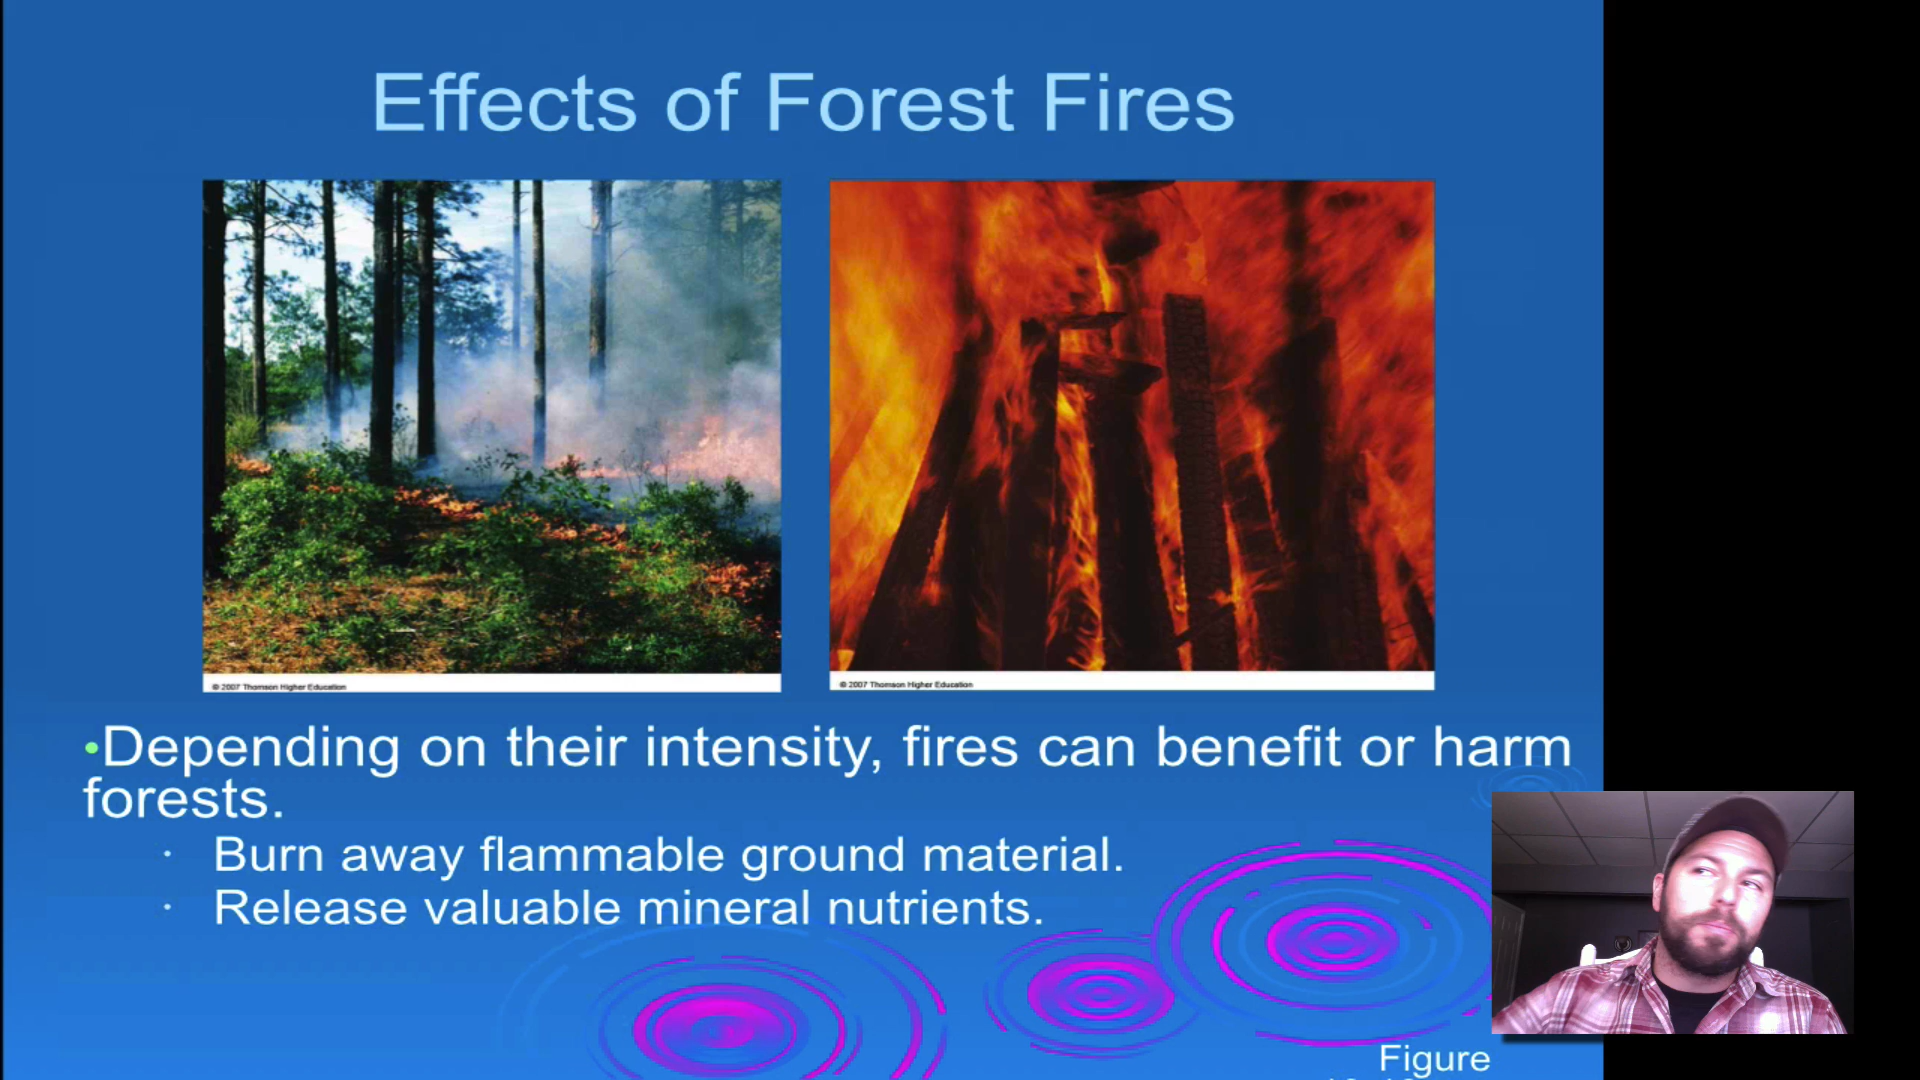 Effects of Forest Fires
© 2007 Thomson Higher Education
© 2007 Thomson Higher Education
•Depending on their intensity, fires can benefit or harm
forests.
· Burn away flammable ground material.
· Release valuable mineral nutrients.
Figure